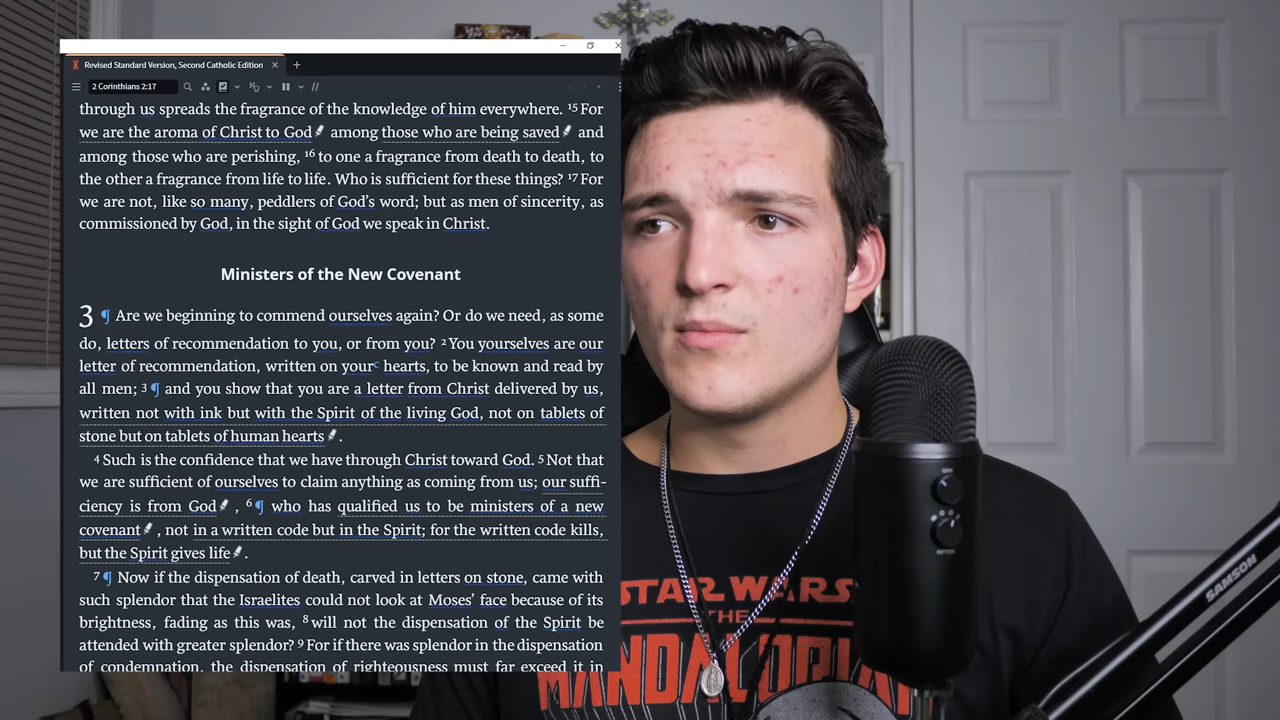 Revised Standard Version, Second Catholic Edition
2 Corinthians 2:17
through us spreads the fragrance of the knowledge of him everywhere. 15 For
we are the aroma of Christ to God among those who are being saved and
among those who are perishing, 16 to one a fragrance from death to death, to
the other a fragrance from life to life. Who is sufficient for these things? 17 For
we are not, like so many, peddlers of God's word; but as men of sincerity, as
commissioned by God, in the sight of God we speak in Christ.
Ministers of the New Covenant
3 ¶ Are we beginning to commend ourselves again? Or do we need, as some
do, letters of recommendation to you, or from you? 2 You yourselves are our
letter of recommendation, written on your c hearts, to be known and read by
all men; 3 ¶ and you show that you are a letter from Christ delivered by us,
written not with ink but with the Spirit of the living God, not on tablets of
stone but on tablets of human hearts .
4 Such is the confidence that we have through Christ toward God. 5 Not that
we are sufficient of ourselves to claim anything as coming from us; our suffi-
ciency is from God , 6 ¶ who has qualified us to be ministers of a new
covenant , not in a written code but in the Spirit; for the written code kills,
but the Spirit gives life .
7 ¶ Now if the dispensation of death, carved in letters on stone, came with
such splendor that the Israelites could not look at Moses' face because of its
brightness, fading as this was, 8 will not the dispensation of the Spirit be
attended with greater splendor? 9 For if there was splendor in the dispensation
of condemnation, the dispensation of righteousness must far exceed it in
STAR WARS
THE
MANDALORIAN
SAMSON